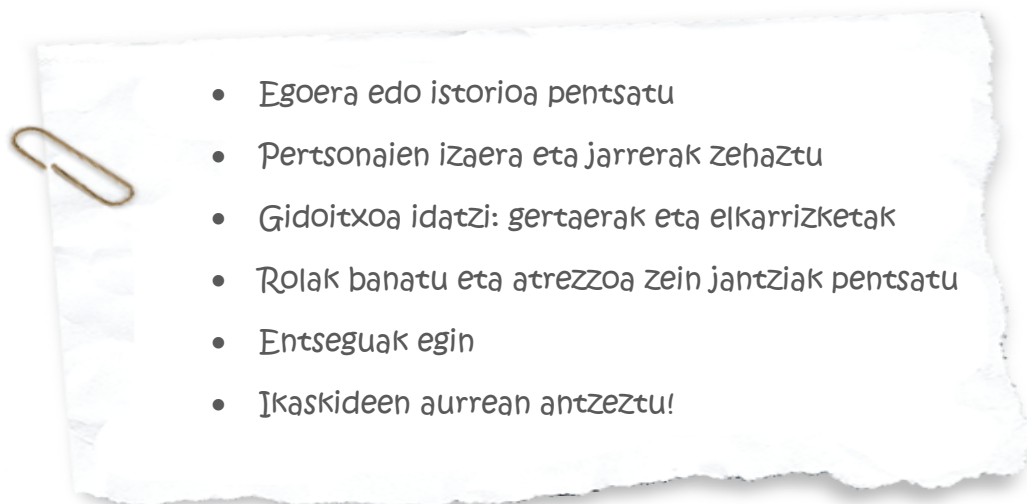 • Egoera edo istorioa pentsatu
• Pertsonaien izaera eta jarrerak zehaztu
• Gidoitxoa idatzi: gertaerak eta elkarrizketak
• Rolak banatu eta atrezzoa zein jantziak pentsatu
• Entseguak egin
• Ikaskideen aurrean antzeztu!